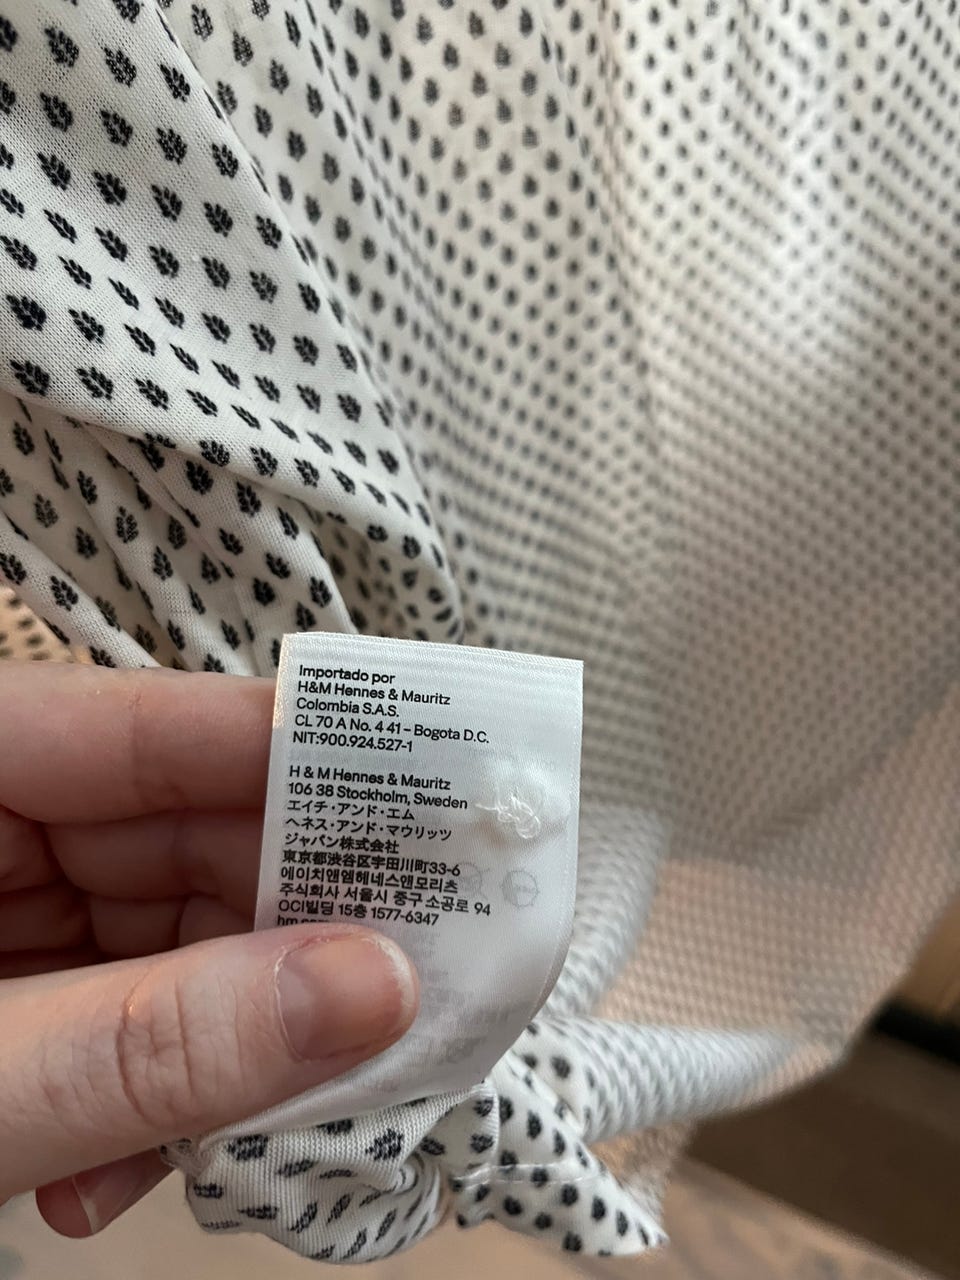 Importado por
H&M Hennes & Mauritz
Colombia S.A.S.
CL 70 A No. 4 41 – Bogota D.C.
NIT:900.924.527-1
H & M Hennes & Mauritz
106 38 Stockholm, Sweden
エイチ・アンド・エム
ヘネス・アンド・マウリッツ
ジャパン株式会社
東京都渋谷区宇田川町33-6
에이치앤엠헤네스앤모리츠
주식회사 서울시 중구 소공로 94
OCI빌딩 15층 1577-6347